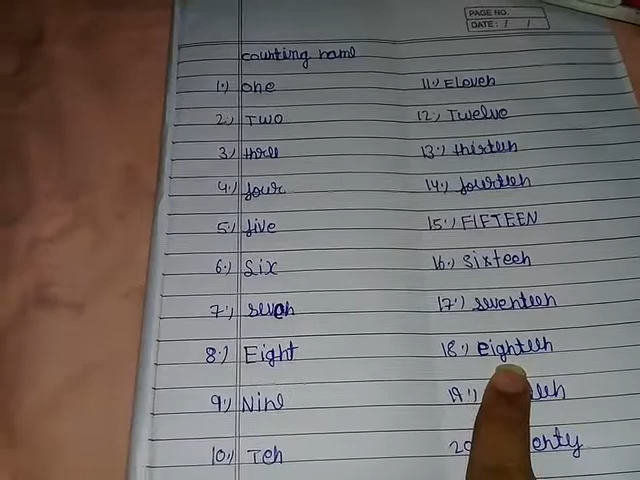 PAGE NO.
DATE: / /
counting name
1.) one
2.) Two
3.) three
4.) four
5.) five
6.) Six
7.) seven
8.) Eight
9.) Nine
10.) Ten
11.) Eleven
12.) Twelve
13.) thirteen
14.) fourteen
15.) FIFTEEN
16.) Sixteen
17.) seventeen
18.) eighteen
19.)
20